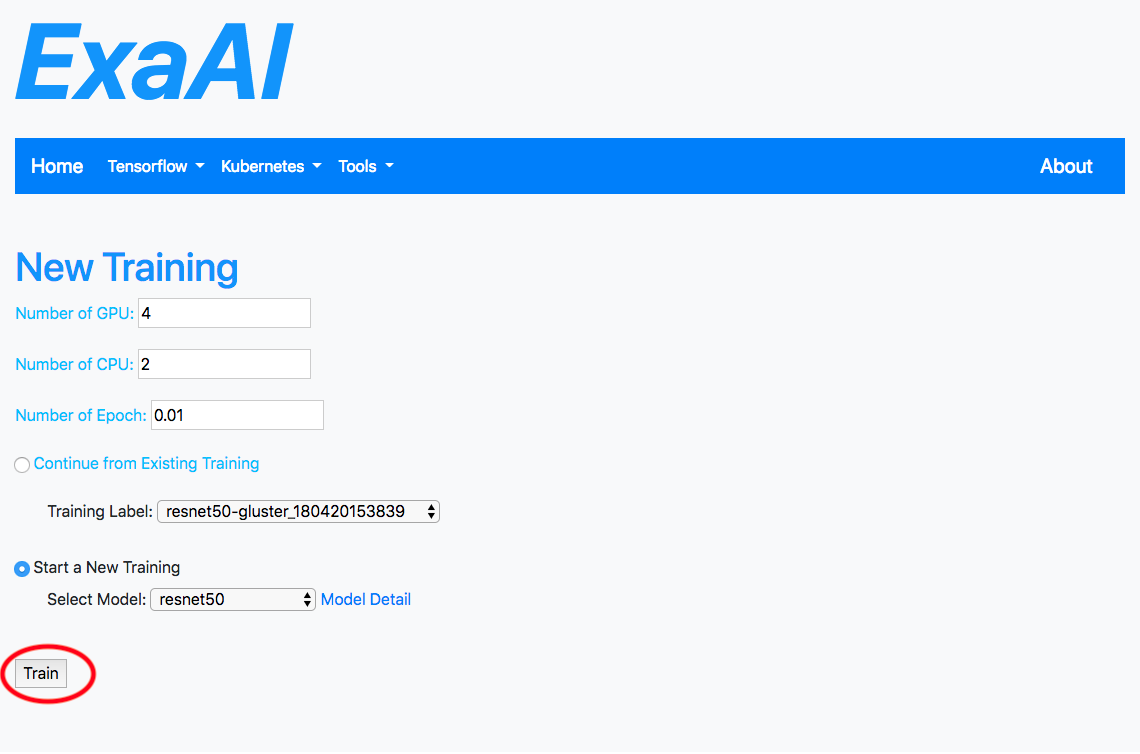 ExaAI
Home Tensorflow Kubernetes Tools About
New Training
Number of GPU: 4
Number of CPU: 2
Number of Epoch: 0.01
Continue from Existing Training
Training Label: resnet50-gluster_180420153839
Start a New Training
Select Model: resnet50 Model Detail
Train